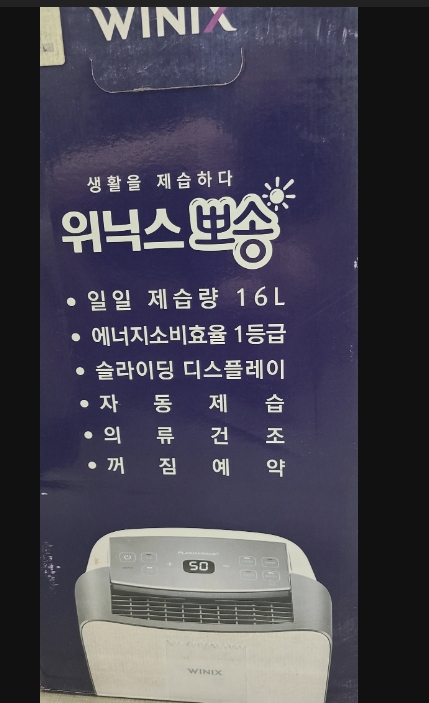 WINIX
생활을 제습하다
위닉스 뽀송
• 일일 제습량 16L
• 에너지소비효율 1등급
• 슬라이딩 디스플레이
• 자 동 제 습
• 의 류 건 조
• 꺼 짐 예 약
50
WINIX